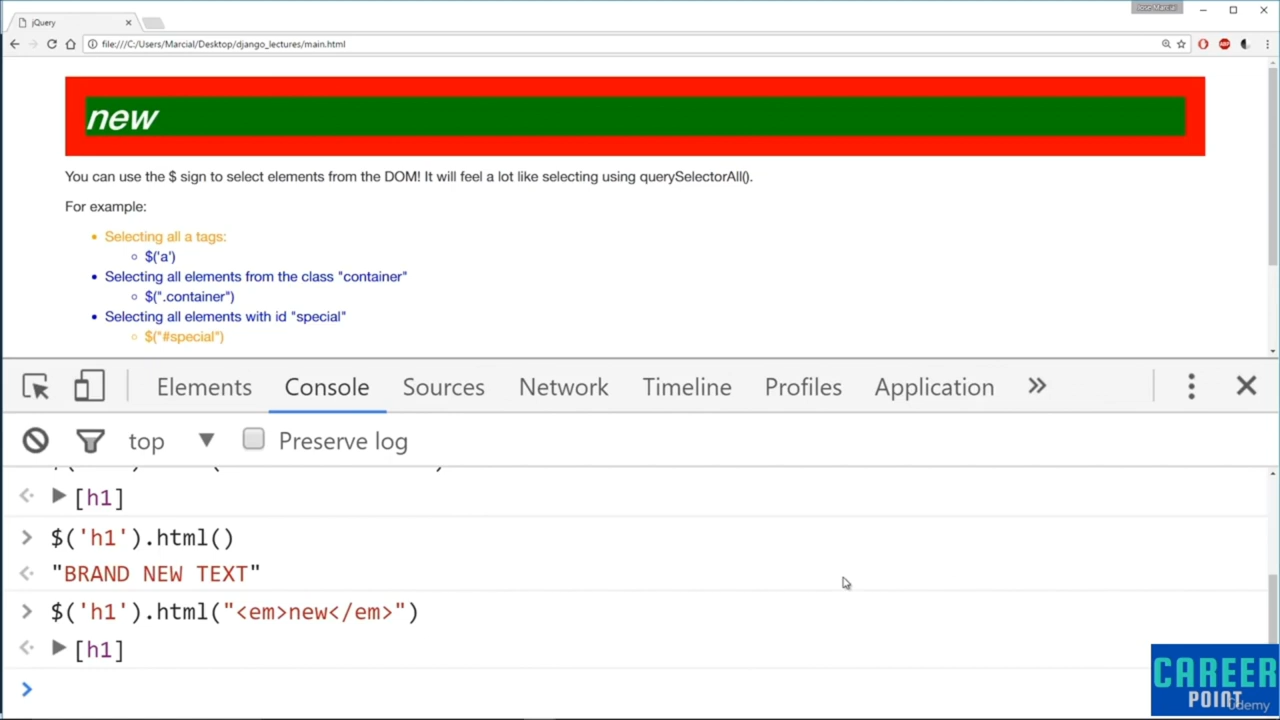 jQuery
Jose Marcial
file:///C:/Users/Marcial/Desktop/django_lectures/main.html
ABP
new
You can use the $ sign to select elements from the DOM! It will feel a lot like selecting using querySelectorAll().
For example:
Selecting all a tags:
$('a')
Selecting all elements from the class "container"
$(".container")
Selecting all elements with id "special"
$("#special")
Elements Console Sources Network Timeline Profiles Application »
top Preserve log
[h1]
$('h1').html()
"BRAND NEW TEXT"
$('h1').html("<em>new</em>")
[h1]
CAREER
POINT
Udemy